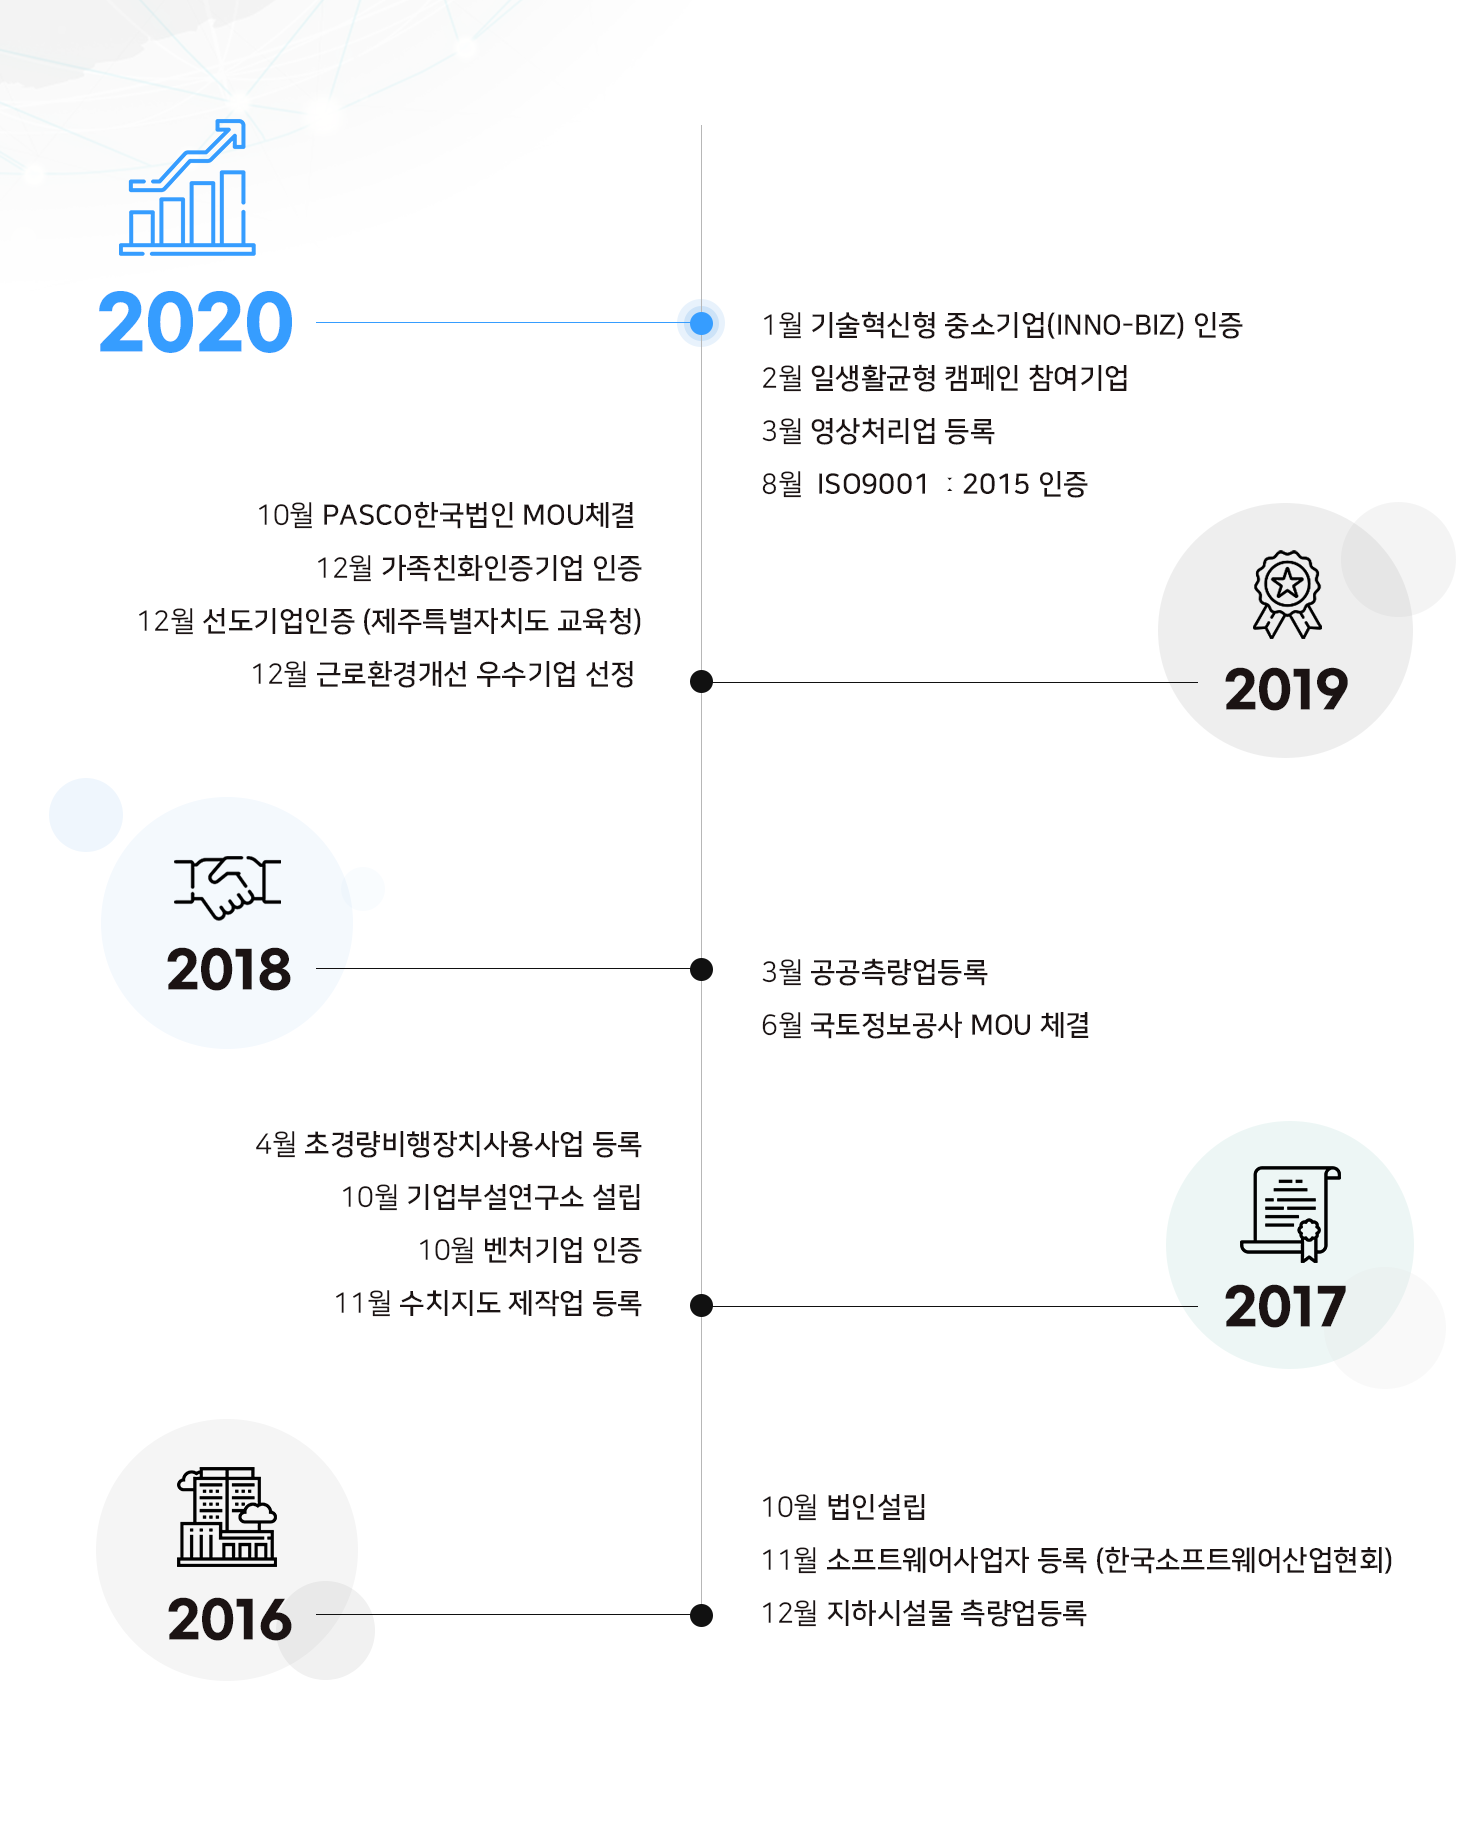 2020
1월 기술혁신형 중소기업(INNO-BIZ) 인증
2월 일생활균형 캠페인 참여기업
3월 영상처리업 등록
8월 ISO9001 : 2015 인증
2019
10월 PASCO한국법인 MOU체결
12월 가족친화인증기업 인증
12월 선도기업인증 (제주특별자치도 교육청)
12월 근로환경개선 우수기업 선정
2018
3월 공공측량업등록
6월 국토정보공사 MOU 체결
2017
4월 초경량비행장치사용사업 등록
10월 기업부설연구소 설립
10월 벤처기업 인증
11월 수치지도 제작업 등록
2016
10월 법인설립
11월 소프트웨어사업자 등록 (한국소프트웨어산업현회)
12월 지하시설물 측량업등록